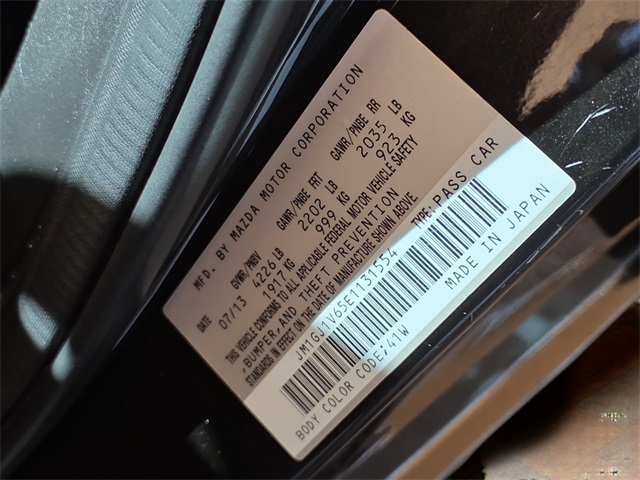 MFD. BY MAZDA MOTOR CORPORATION
DATE GVWR/PNBV GAWR/PNBE FRT GAWR/PNBE RR
07/13 4226 LB 2202 LB 2035 LB
1917 KG 999 KG 923 KG
THIS VEHICLE CONFORMS TO ALL APPLICABLE FEDERAL MOTOR VEHICLE SAFETY
,BUMPER,AND THEFT PREVENTION
STANDARDS IN EFFECT ON THE DATE OF MANUFACTURE SHOWN ABOVE.
JM1GJ1V65E1131554 TYPE:PASS CAR
BODY COLOR CODE:41W MADE IN JAPAN